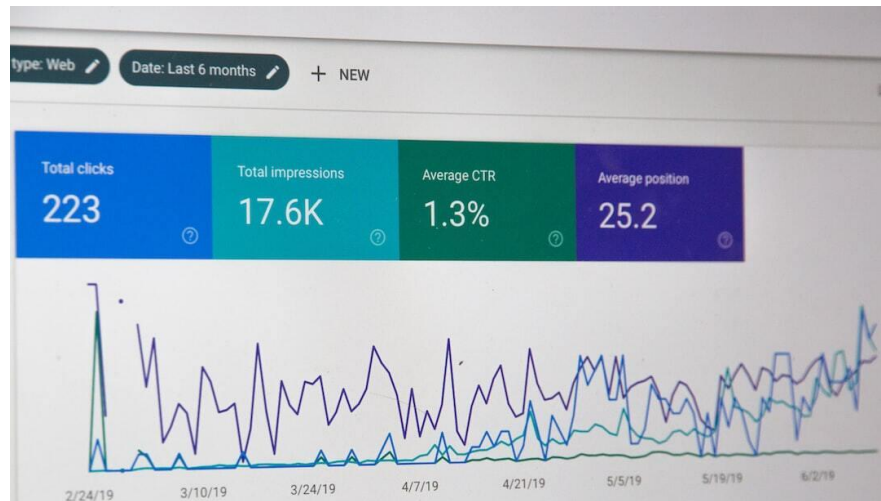 type: Web
Date: Last 6 months
+ NEW
Total clicks
223
Total impressions
17.6K
Average CTR
1.3%
Average position
25.2
2/24/19
3/10/19
3/24/19
4/7/19
4/21/19
5/5/19
5/19/19
6/2/19